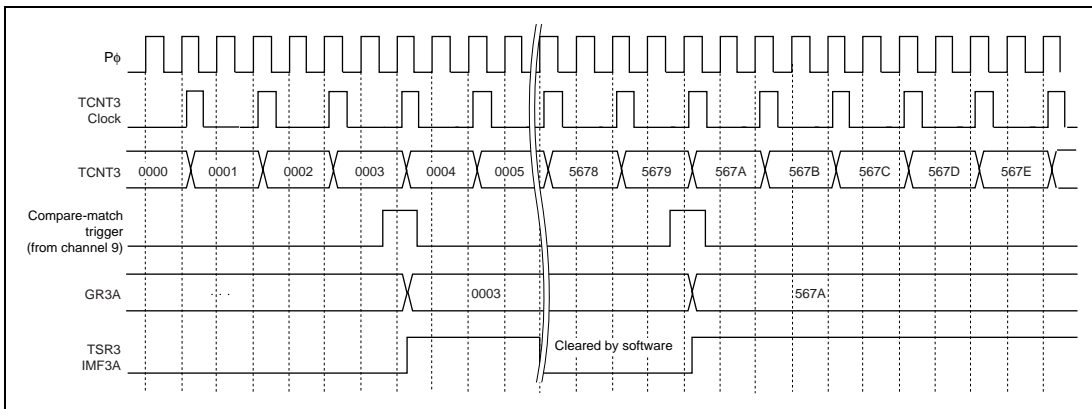 Pϕ
TCNT3
Clock
TCNT3
0000 0001 0002 0003 0004 0005 5678 5679 567A 567B 567C 567D 567E
Compare-match
trigger
(from channel 9)
GR3A
.... 0003 567A
TSR3
IMF3A
Cleared by software